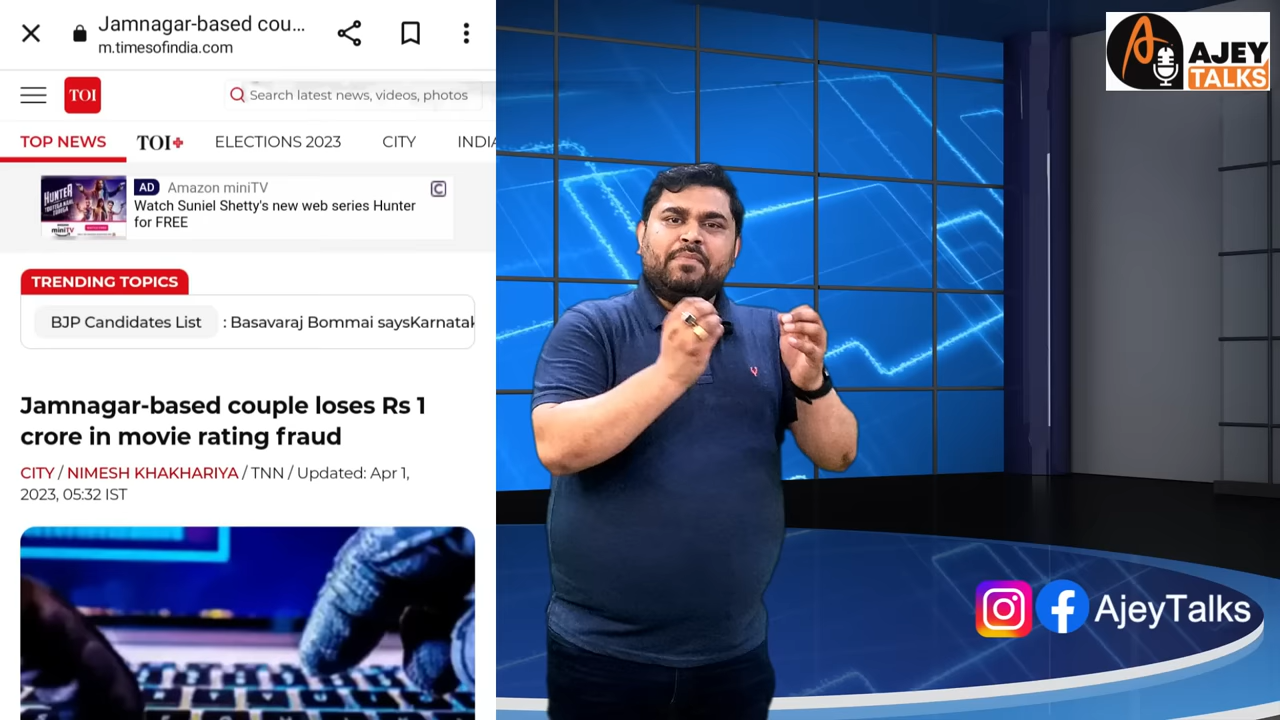 Jamnagar-based cou...
m.timesofindia.com
TOI
Search latest news, videos, photos
TOP NEWS
TOI+
ELECTIONS 2023
CITY
INDIA
HUNTER
miniTV
AD
Amazon miniTV
C
Watch Suniel Shetty's new web series Hunter
for FREE
TRENDING TOPICS
BJP Candidates List
: Basavaraj Bommai saysKarnatak
Jamnagar-based couple loses Rs 1
crore in movie rating fraud
CITY / NIMESH KHAKHARIYA / TNN / Updated: Apr 1,
2023, 05:32 IST
A
AJEY
TALKS
AjeyTalks